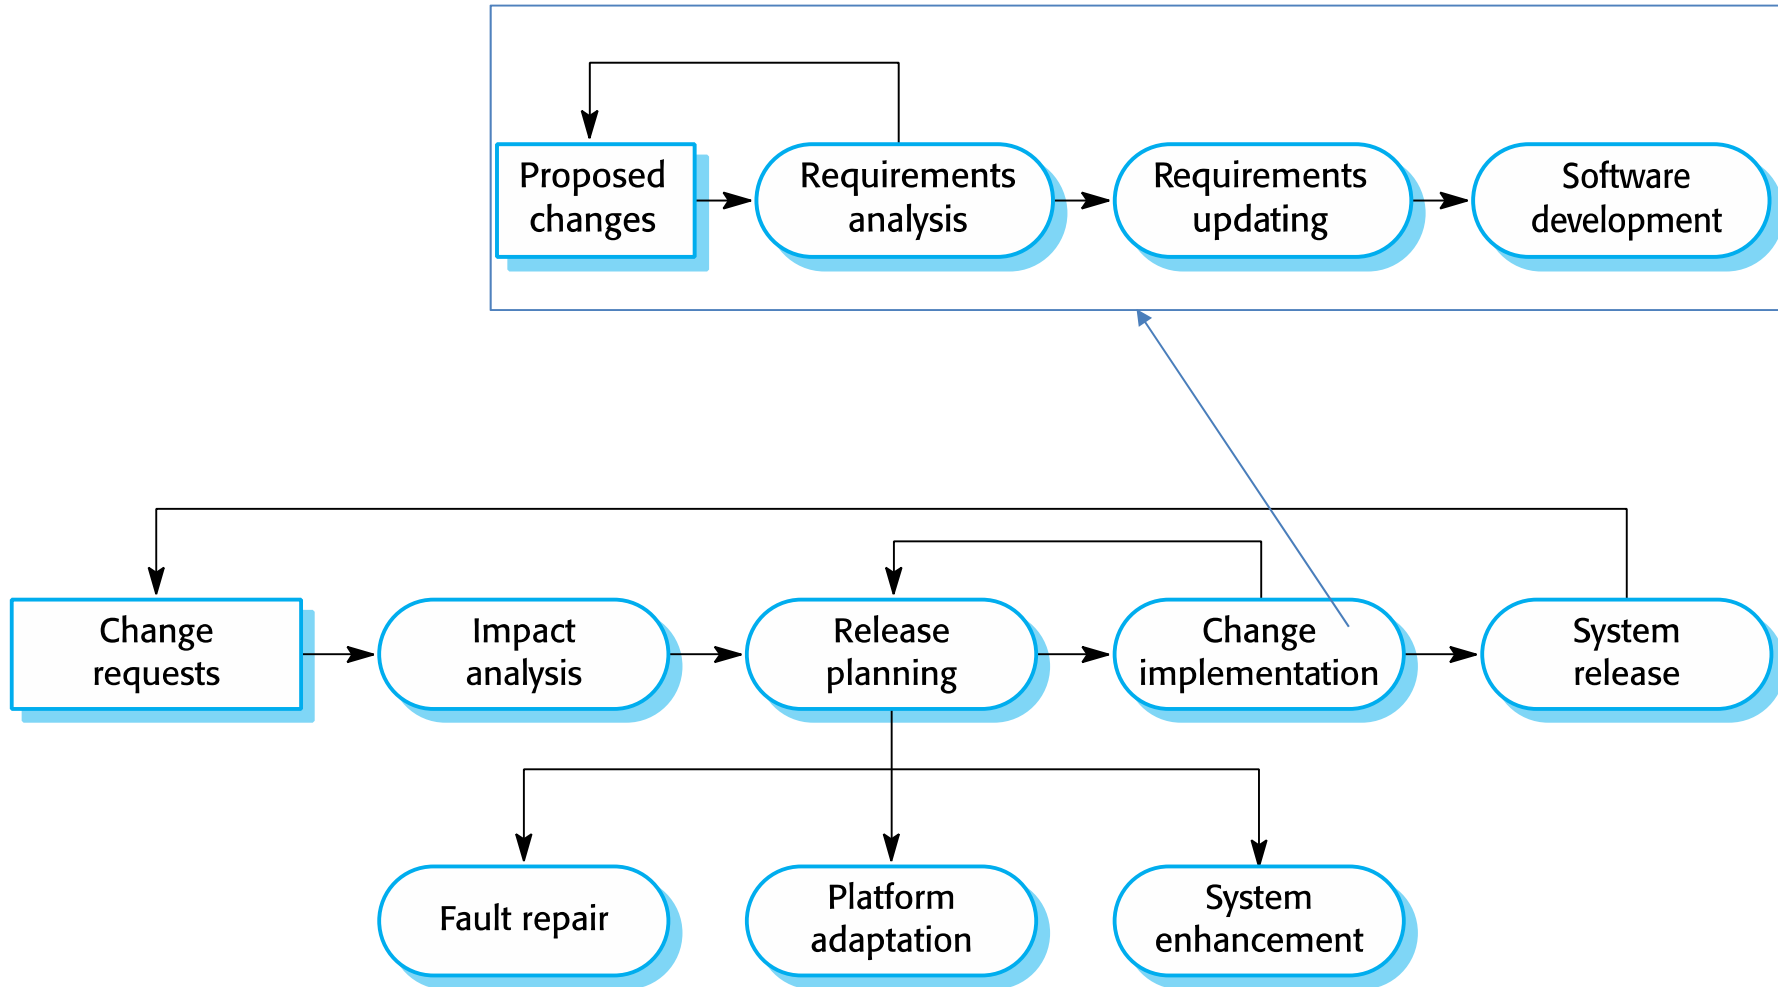 Proposed
changes
Requirements
analysis
Requirements
updating
Software
development
Change
requests
Impact
analysis
Release
planning
Change
implementation
System
release
Fault repair
Platform
adaptation
System
enhancement